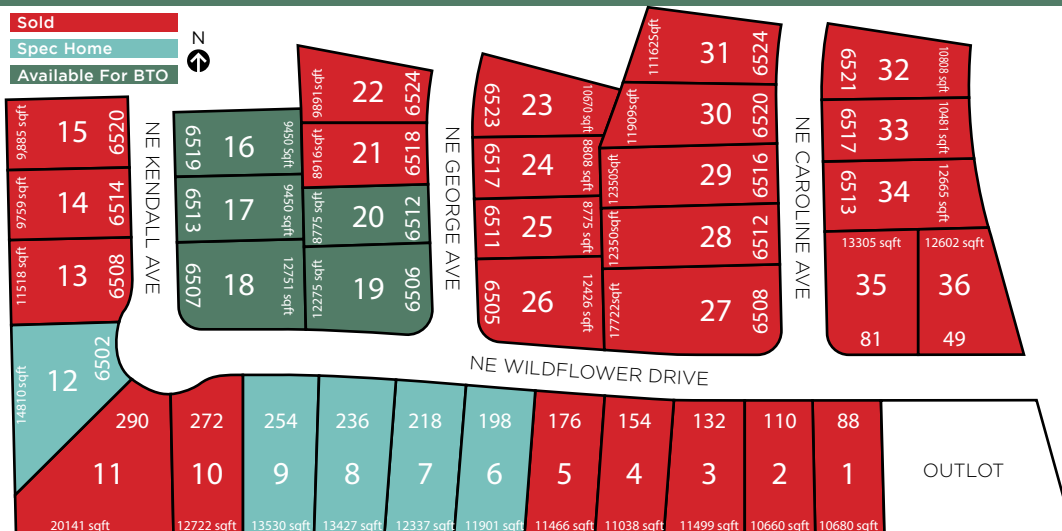 Sold
Spec Home
Available For BTO
N
15
9,885 sqft
6520
14
9759 sqft
6514
13
11518 sqft
6508
12
14810 sqft
6502
NE KENDALL AVE
6519
16
9450 Sqft
6513
17
9450 sqft
6507
18
12751 sqft
9891sqft
22
6524
8916sqft
21
6518
8775 sqft
20
6512
12275 sqft
19
6506
NE GEORGE AVE
6523
23
10670 sqft
6517
24
8808 sqft
6511
25
8775 sqft
6505
26
12426 sqft
11162Sqft
31
6524
11909sqft
30
6520
12350Sqft
29
6516
12350sqft
28
6512
17722sqft
27
6508
NE CAROLINE AVE
6521
32
10808 sqft
6517
33
10481 sqft
6513
34
12665 sqft
13305 sqft
35
81
12602 sqft
36
49
NE WILDFLOWER DRIVE
290
11
20141 sqft
272
10
12722 sqft
254
9
13530 sqft
236
8
13427 sqft
218
7
12337 sqft
198
6
11901 sqft
176
5
11466 sqft
154
4
11038 sqft
132
3
11499 sqft
110
2
10660 sqft
88
1
10680 sqft
OUTLOT